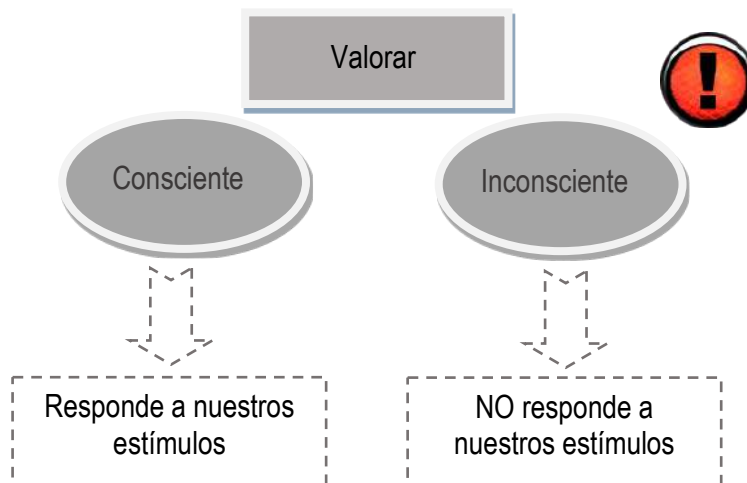 Valorar
Consciente
Inconsciente
Responde a nuestros
estímulos
NO responde a
nuestros estímulos